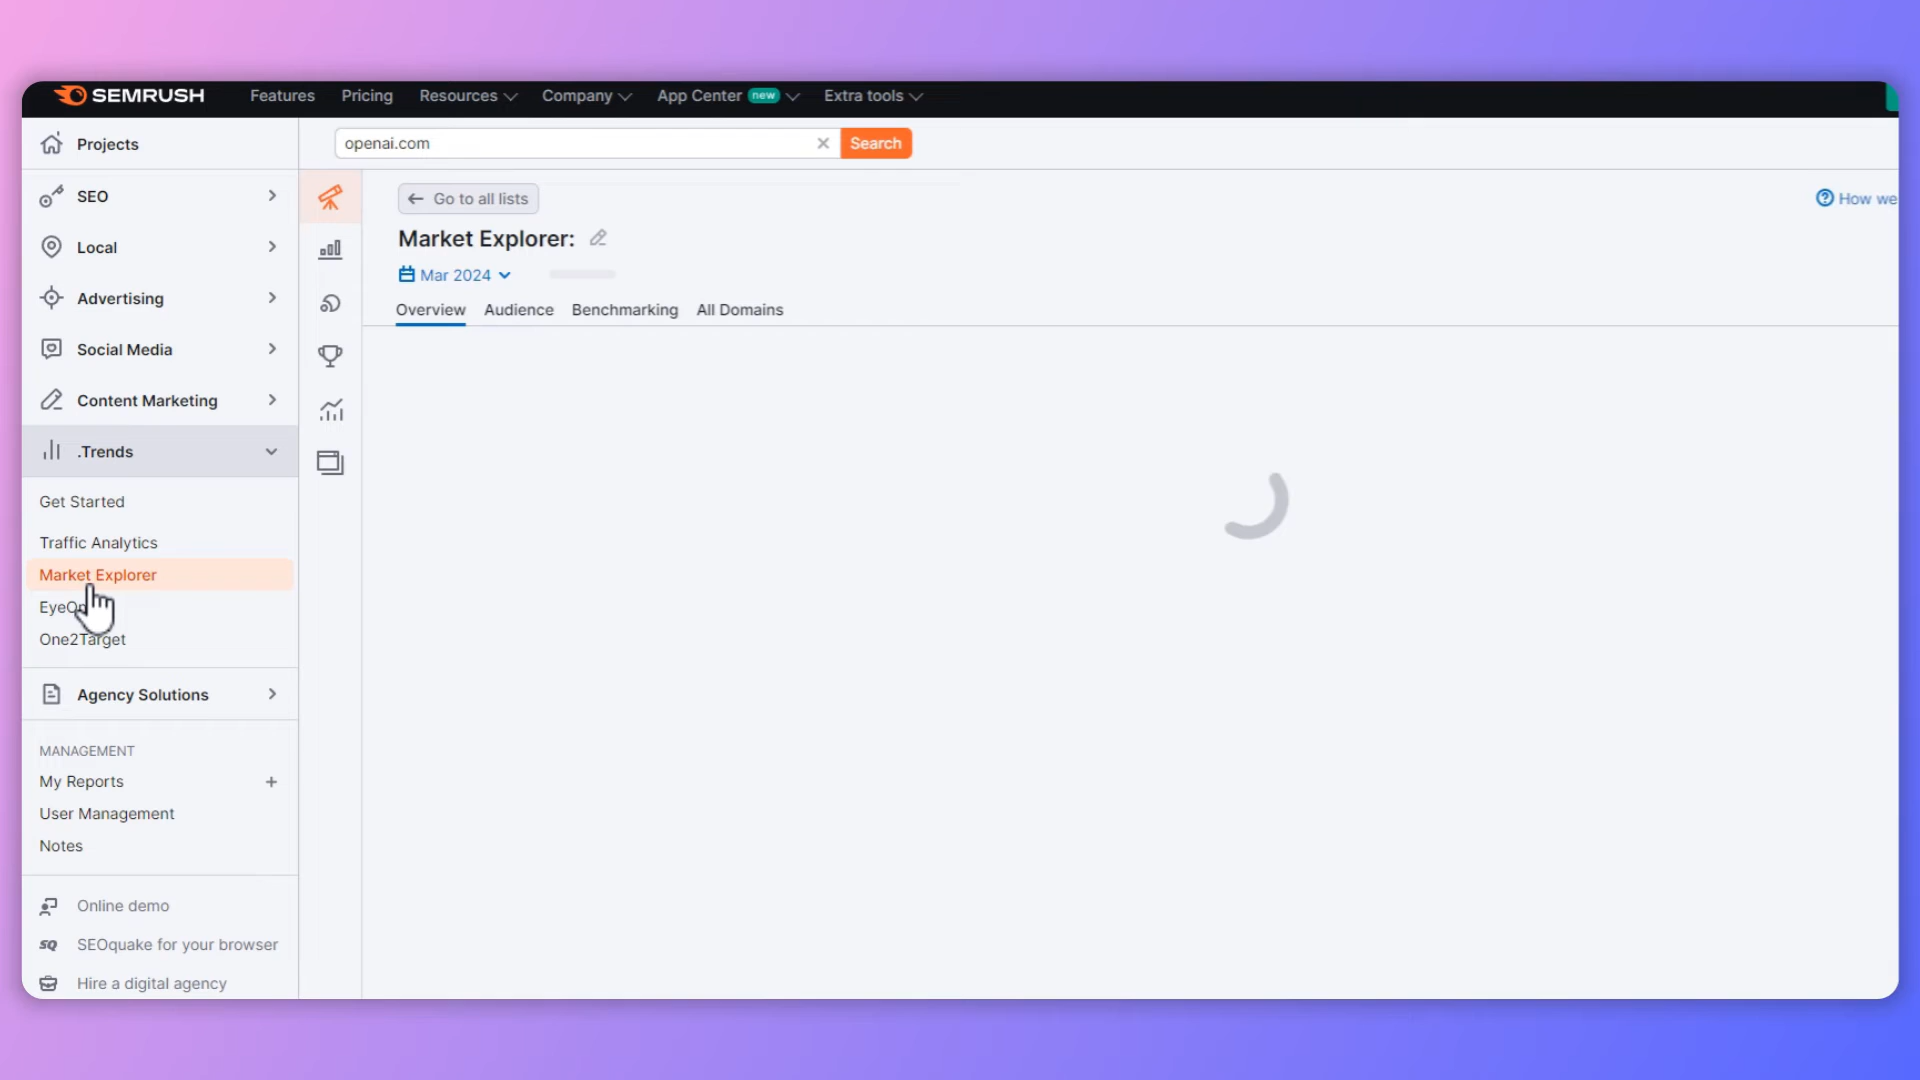 SEMRUSH
Features Pricing Resources Company App Center new Extra tools
Projects
openai.com
Search
SEO
Local
Advertising
Social Media
Content Marketing
.Trends
Get Started
Traffic Analytics
Market Explorer
One2Target
Agency Solutions
MANAGEMENT
My Reports
User Management
Notes
Online demo
SQ SEOquake for your browser
Hire a digital agency
Go to all lists
How we
Market Explorer:
Mar 2024
Overview Audience Benchmarking All Domains